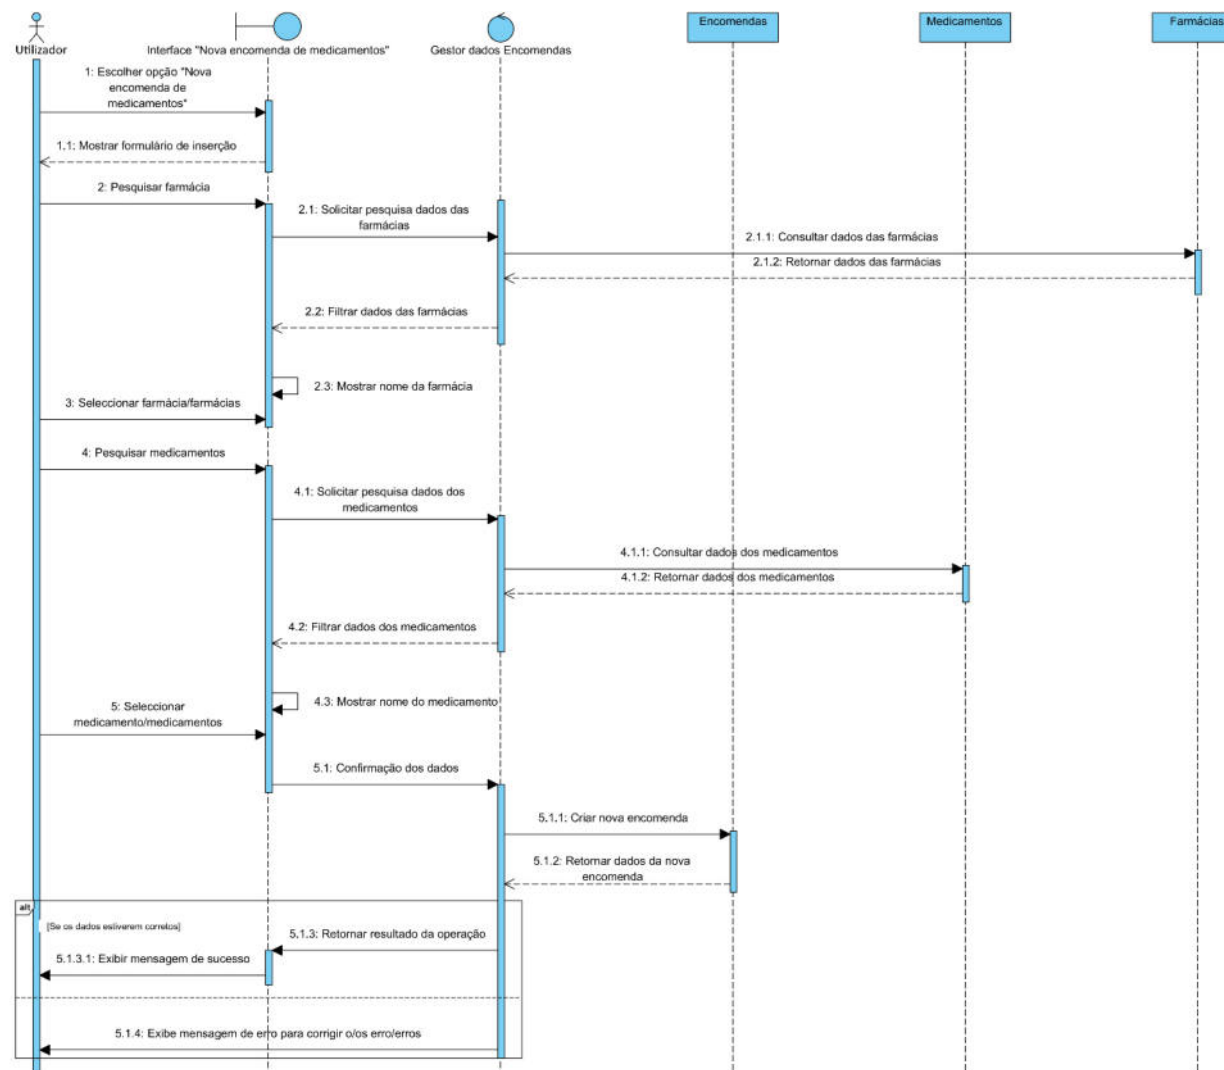 Utilizador
Interface "Nova encomenda de medicamentos"
Gestor dados Encomendas
Encomendas
Medicamentos
Farmácias
1: Escolher opção "Nova
encomenda de
medicamentos"
1.1: Mostrar formulário de inserção
2: Pesquisar farmácia
2.1: Solicitar pesquisa dados das
farmácias
2.1.1: Consultar dados das farmácias
2.1.2: Retornar dados das farmácias
2.2: Filtrar dados das farmácias
2.3: Mostrar nome da farmácia
3: Seleccionar farmácia/farmácias
4: Pesquisar medicamentos
4.1: Solicitar pesquisa dados dos
medicamentos
4.1.1: Consultar dados dos medicamentos
4.1.2: Retornar dados dos medicamentos
4.2: Filtrar dados dos medicamentos
4.3: Mostrar nome do medicamento
5: Seleccionar
medicamento/medicamentos
5.1: Confirmação dos dados
5.1.1: Criar nova encomenda
5.1.2: Retornar dados da nova
encomenda
alt
[Se os dados estiverem corretos]
5.1.3: Retornar resultado da operação
5.1.3.1: Exibir mensagem de sucesso
5.1.4: Exibe mensagem de erro para corrigir o/os erro/erros